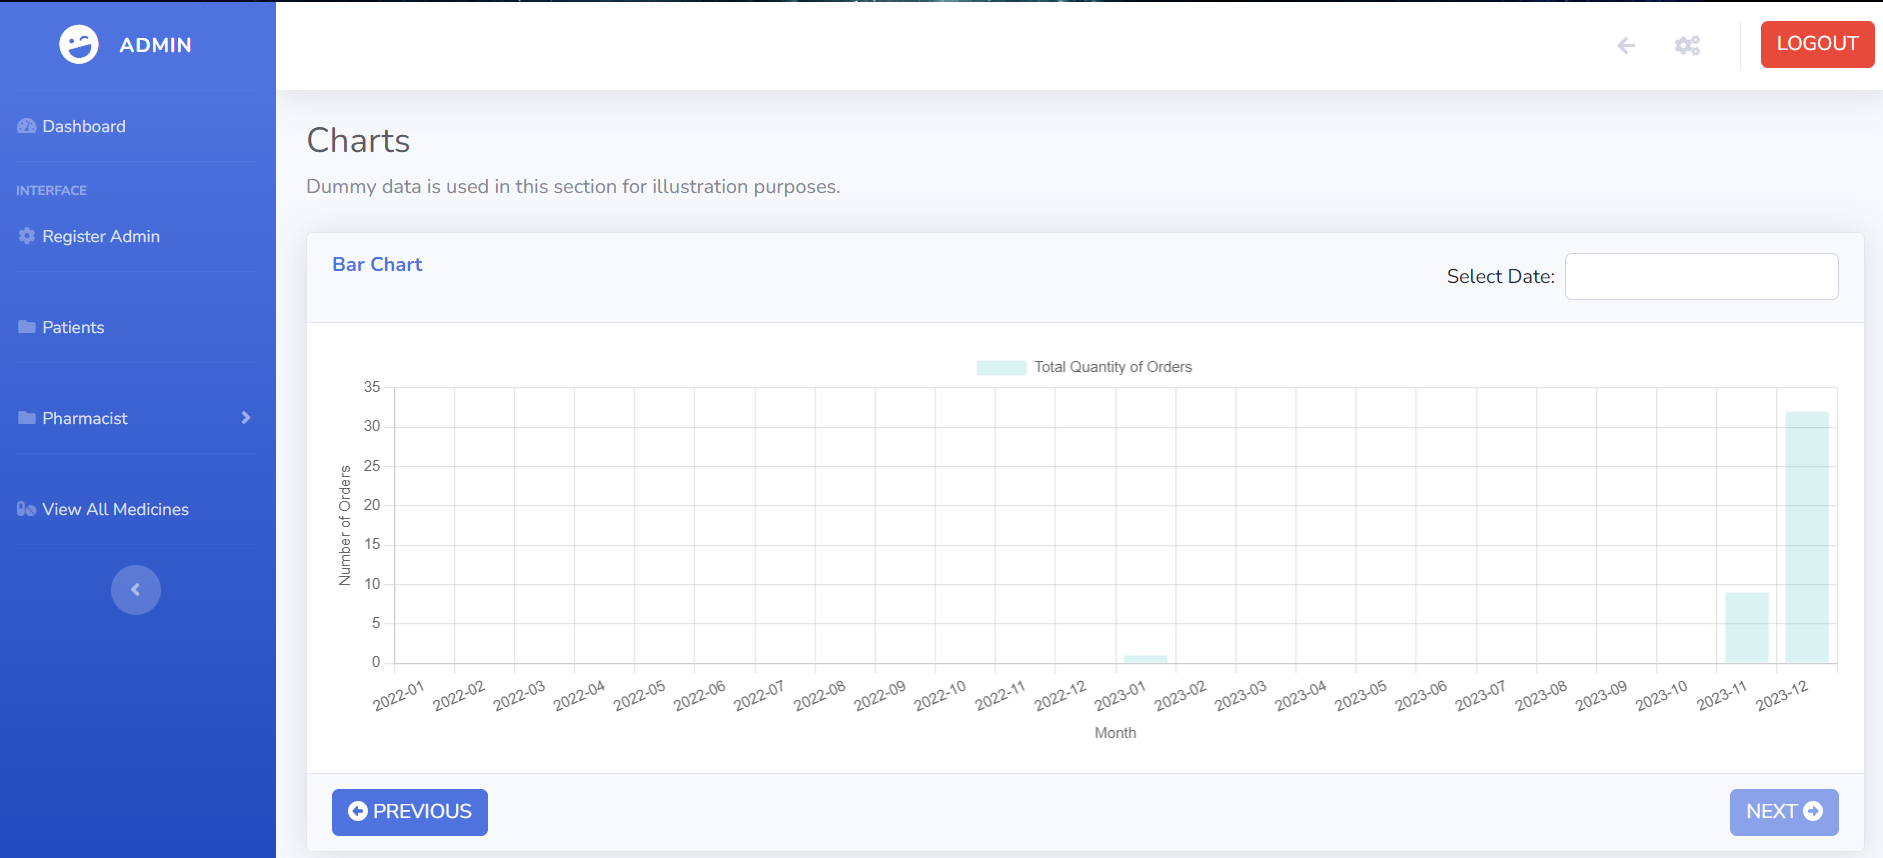 ADMIN
LOGOUT
Dashboard
INTERFACE
Register Admin
Patients
Pharmacist
View All Medicines
Charts
Dummy data is used in this section for illustration purposes.
Bar Chart
Select Date:
Total Quantity of Orders
Number of Orders
35
30
25
20
15
10
5
0
2022-01 2022-02 2022-03 2022-04 2022-05 2022-06 2022-07 2022-08 2022-09 2022-10 2022-11 2022-12 2023-01 2023-02 2023-03 2023-04 2023-05 2023-06 2023-07 2023-08 2023-09 2023-10 2023-11 2023-12
Month
PREVIOUS
NEXT